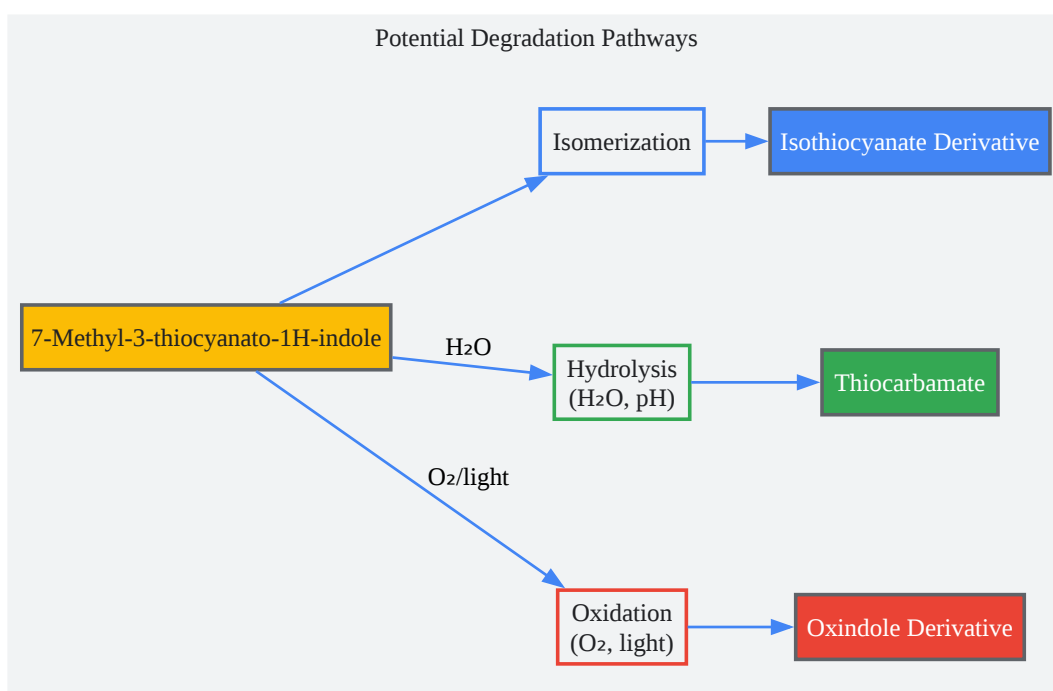 Potential Degradation Pathways
Isomerization
Isothiocyanate Derivative
7-Methyl-3-thiocyanato-1H-indole
H₂O
Hydrolysis
(H₂O, pH)
Thiocarbamate
O₂/light
Oxidation
(O₂, light)
Oxindole Derivative